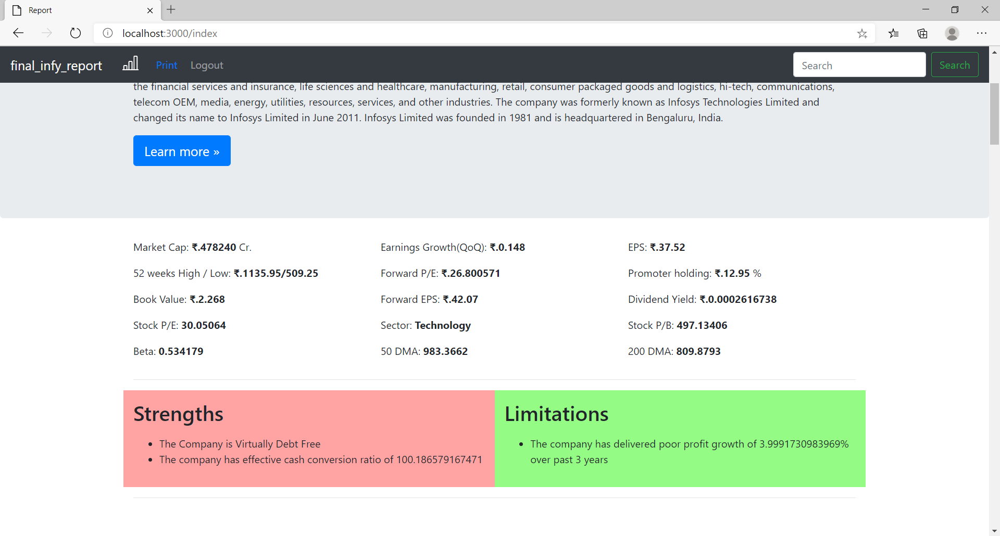 Report
localhost:3000/index
final_infy_report Print Logout Search Search
the financial services and insurance, life sciences and healthcare, manufacturing, retail, consumer packaged goods and logistics, hi-tech, communications,
telecom OEM, media, energy, utilities, resources, services, and other industries. The company was formerly known as Infosys Technologies Limited and
changed its name to Infosys Limited in June 2011. Infosys Limited was founded in 1981 and is headquartered in Bengaluru, India.
Learn more »
Market Cap: ₹.478240 Cr. Earnings Growth(QoQ): ₹.0.148 EPS: ₹.37.52
52 weeks High / Low: ₹.1135.95/509.25 Forward P/E: ₹.26.800571 Promoter holding: ₹.12.95 %
Book Value: ₹.2.268 Forward EPS: ₹.42.07 Dividend Yield: ₹.0.0002616738
Stock P/E: 30.05064 Sector: Technology Stock P/B: 497.13406
Beta: 0.534179 50 DMA: 983.3662 200 DMA: 809.8793
Strengths
• The Company is Virtually Debt Free
• The company has effective cash conversion ratio of 100.186579167471
Limitations
• The company has delivered poor profit growth of 3.9991730983969%
over past 3 years